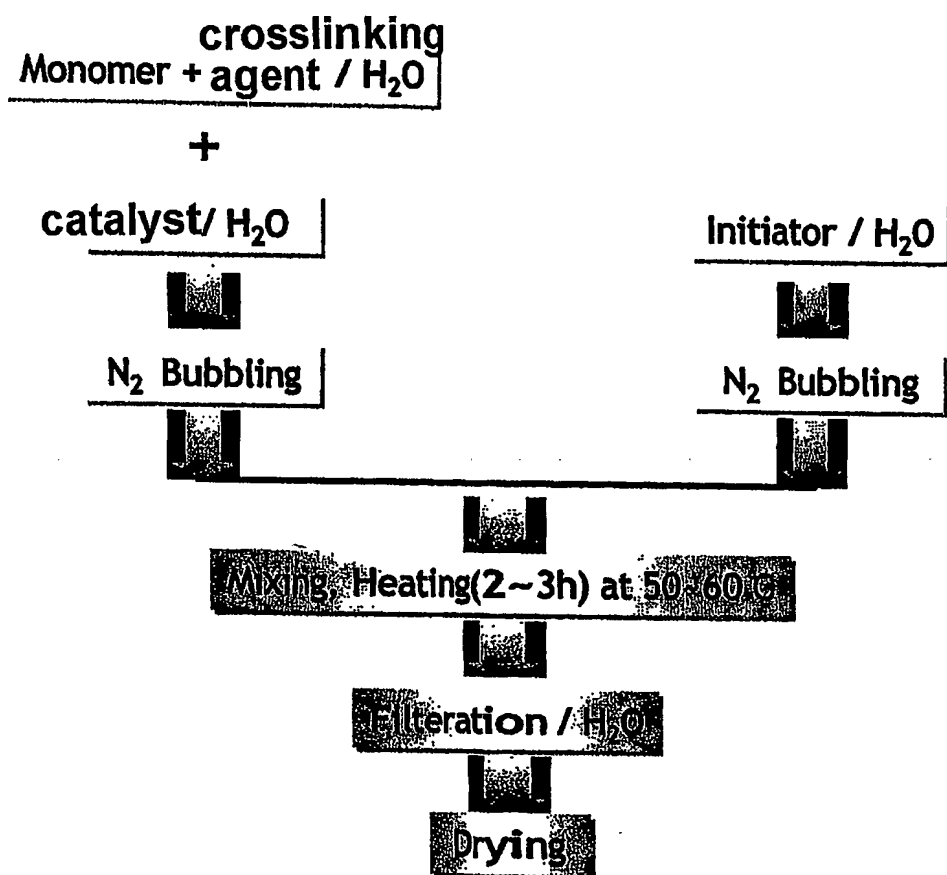 crosslinking
Monomer + agent / H₂O
+
catalyst/ H₂O
Initiator / H₂O
N₂ Bubbling
N₂ Bubbling
Mixing, Heating(2~3h) at 50~60℃
Filteration / H₂O
Drying